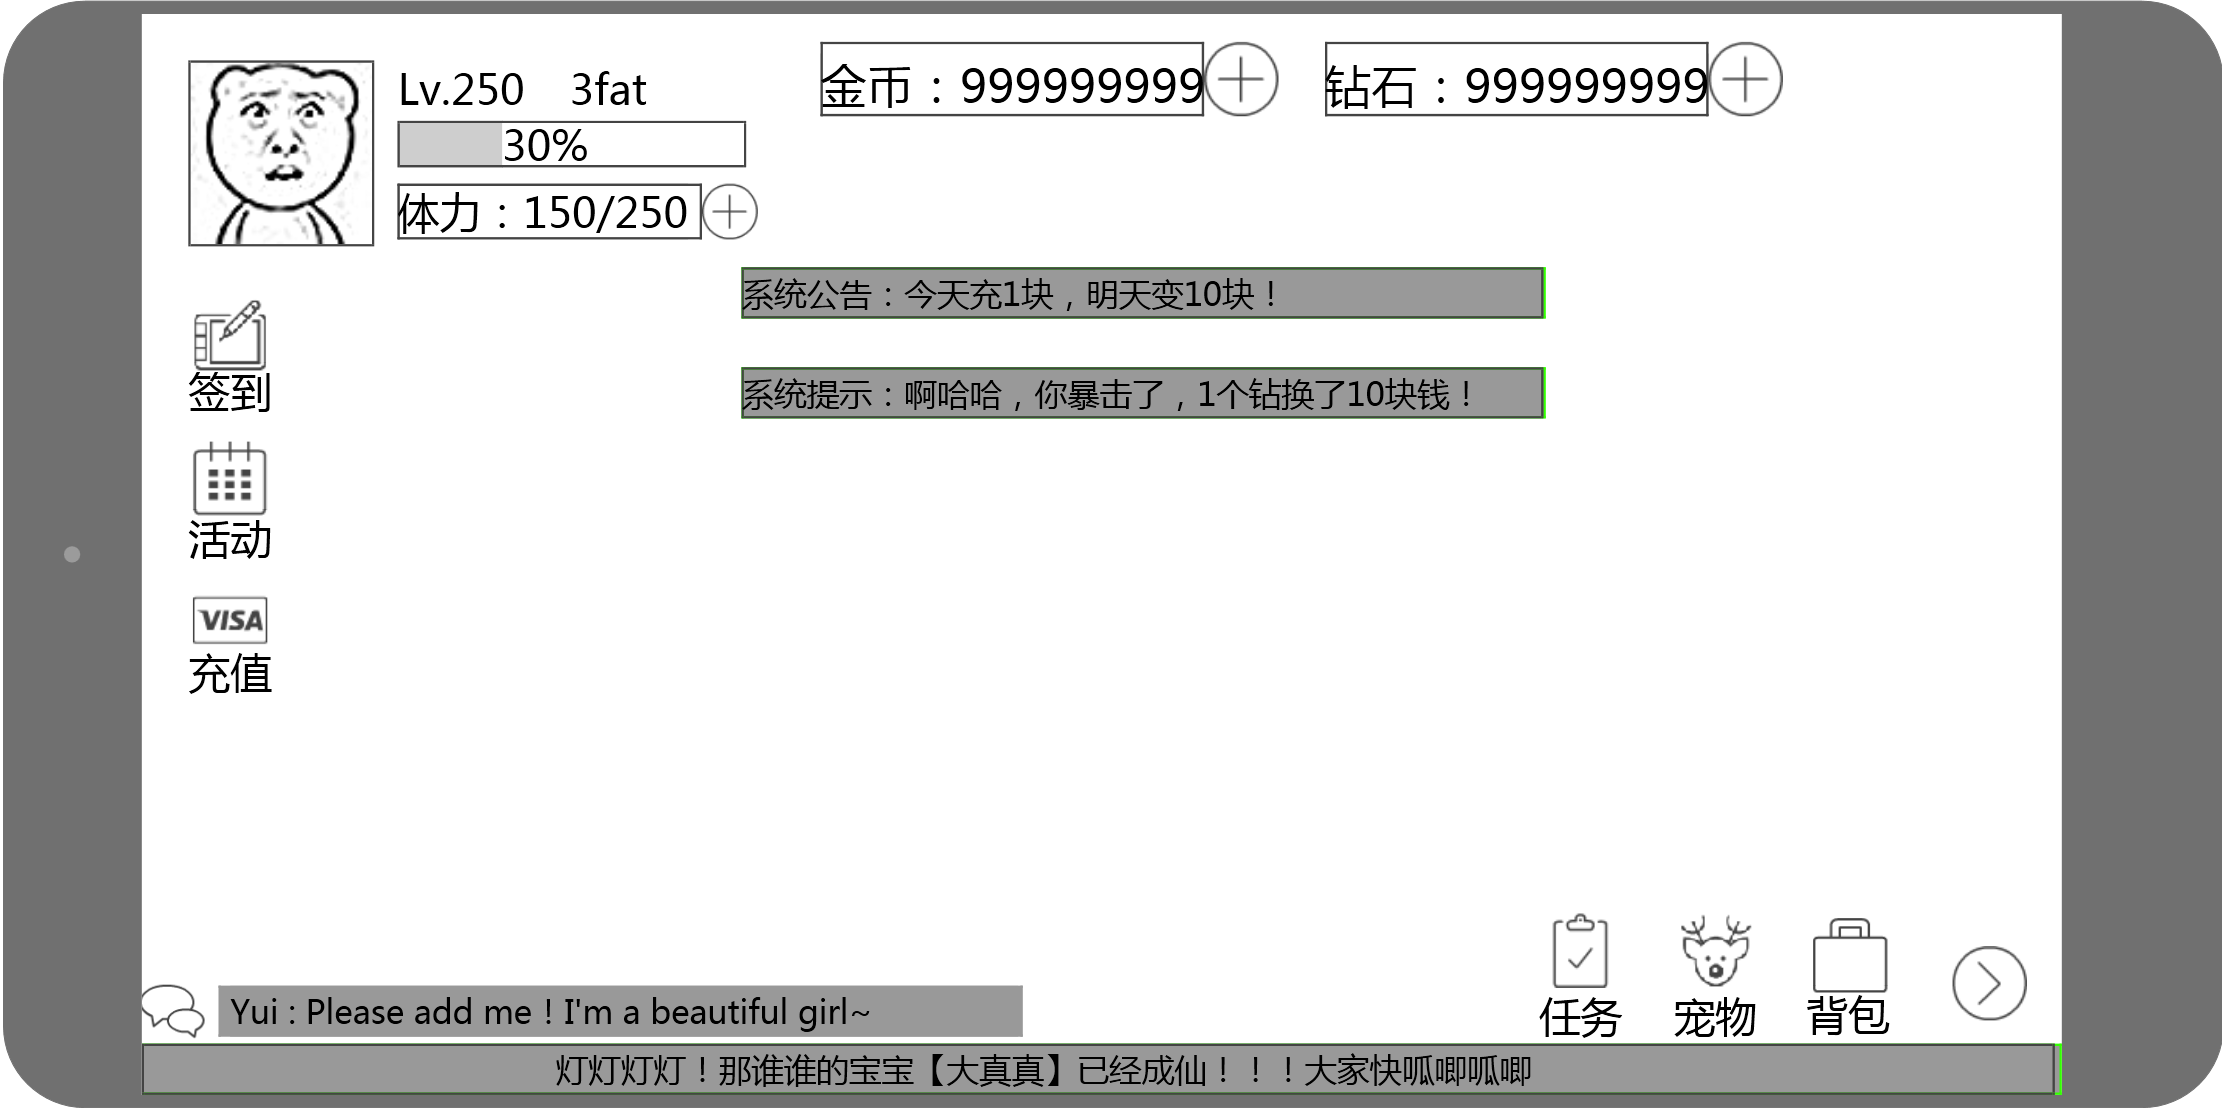 Lv.250 3fat
金币：999999999
钻石：999999999
30%
体力：150/250
系统公告：今天充1块，明天变10块！
系统提示：啊哈哈，你暴击了，1个钻换了10块钱！
签到
活动
VISA
充值
任务
宠物
背包
Yui : Please add me ! I'm a beautiful girl~
灯灯灯灯！那谁谁的宝宝【大真真】已经成仙！！！大家快呱唧呱唧